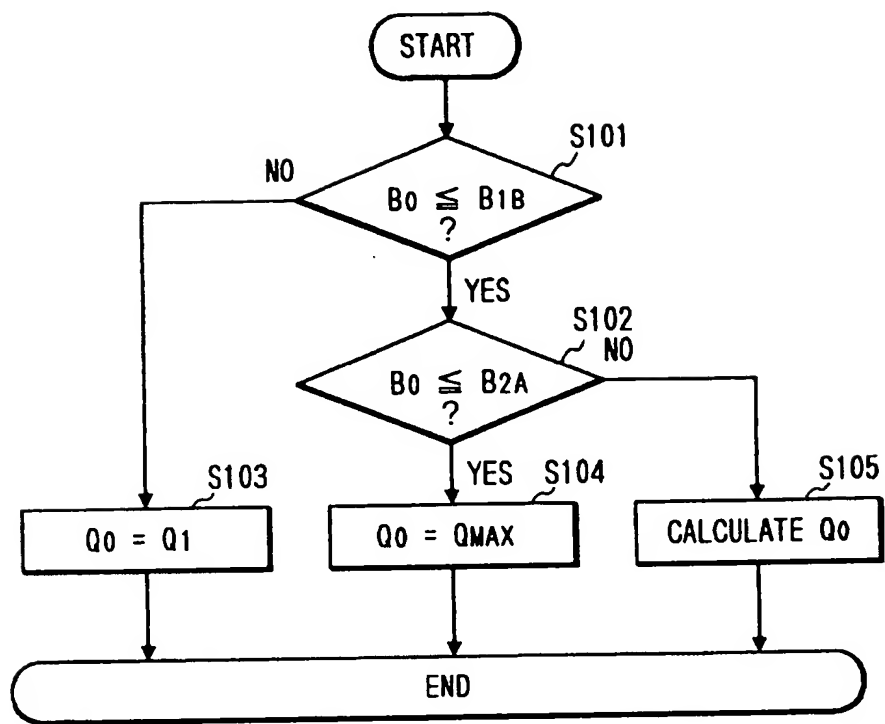 START
S101
NO
B0 ≦ B1B
?
YES
S102
NO
B0 ≦ B2A
?
YES
S103
Q0 = Q1
S104
Q0 = QMAX
S105
CALCULATE Q0
END